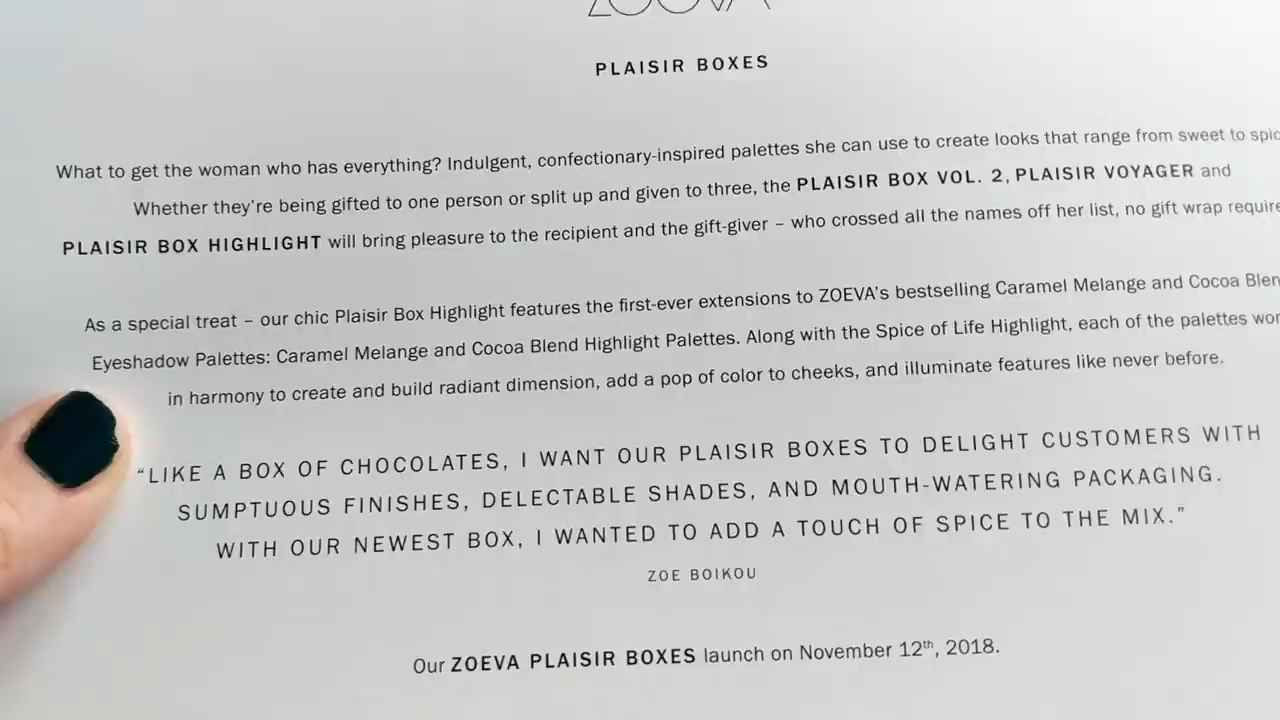 ZOEVA
PLAISIR BOXES
What to get the woman who has everything? Indulgent, confectionary-inspired palettes she can use to create looks that range from sweet to
Whether they're being gifted to one person or split up and given to three, the PLAISIR BOX VOL. 2, PLAISIR VOYAGER and
PLAISIR BOX HIGHLIGHT will bring pleasure to the recipient and the gift-giver – who crossed all the names off her list, no gift wrap
As a special treat – our chic Plaisir Box Highlight features the first-ever extensions to ZOEVA's bestselling Caramel Melange and Cocoa
Eyeshadow Palettes: Caramel Melange and Cocoa Blend Highlight Palettes. Along with the Spice of Life Highlight, each of the palettes
in harmony to create and build radiant dimension, add a pop of color to cheeks, and illuminate features like never before.
“LIKE A BOX OF CHOCOLATES, I WANT OUR PLAISIR BOXES TO DELIGHT CUSTOMERS WITH
SUMPTUOUS FINISHES, DELECTABLE SHADES, AND MOUTH-WATERING PACKAGING.
WITH OUR NEWEST BOX, I WANTED TO ADD A TOUCH OF SPICE TO THE MIX.”
ZOE BOIKOU
Our ZOEVA PLAISIR BOXES launch on November 12th, 2018.